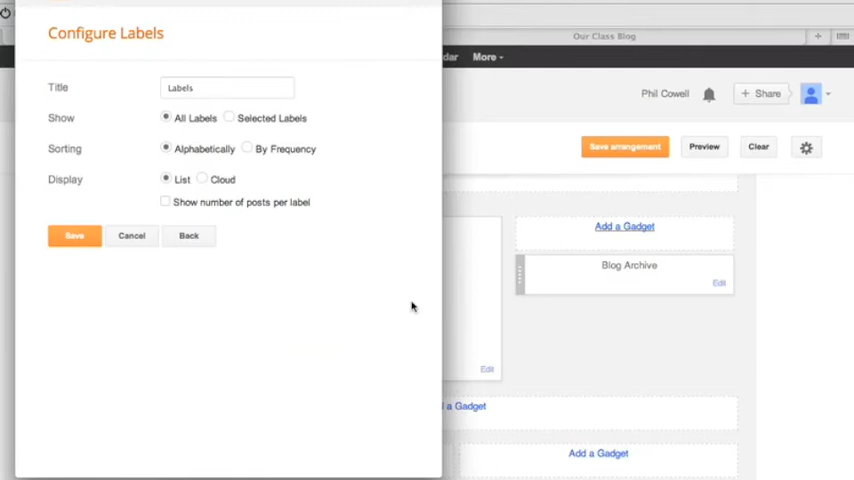 Our Class Blog
Configure Labels
More
Phil Cowell
+ Share
Title
Labels
Show
All Labels
Selected Labels
Sorting
Alphabetically
By Frequency
Save arrangement
Preview
Clear
Display
List
Cloud
Show number of posts per label
Save
Cancel
Back
Add a Gadget
Blog Archive
Edit
Edit
a Gadget
Add a Gadget